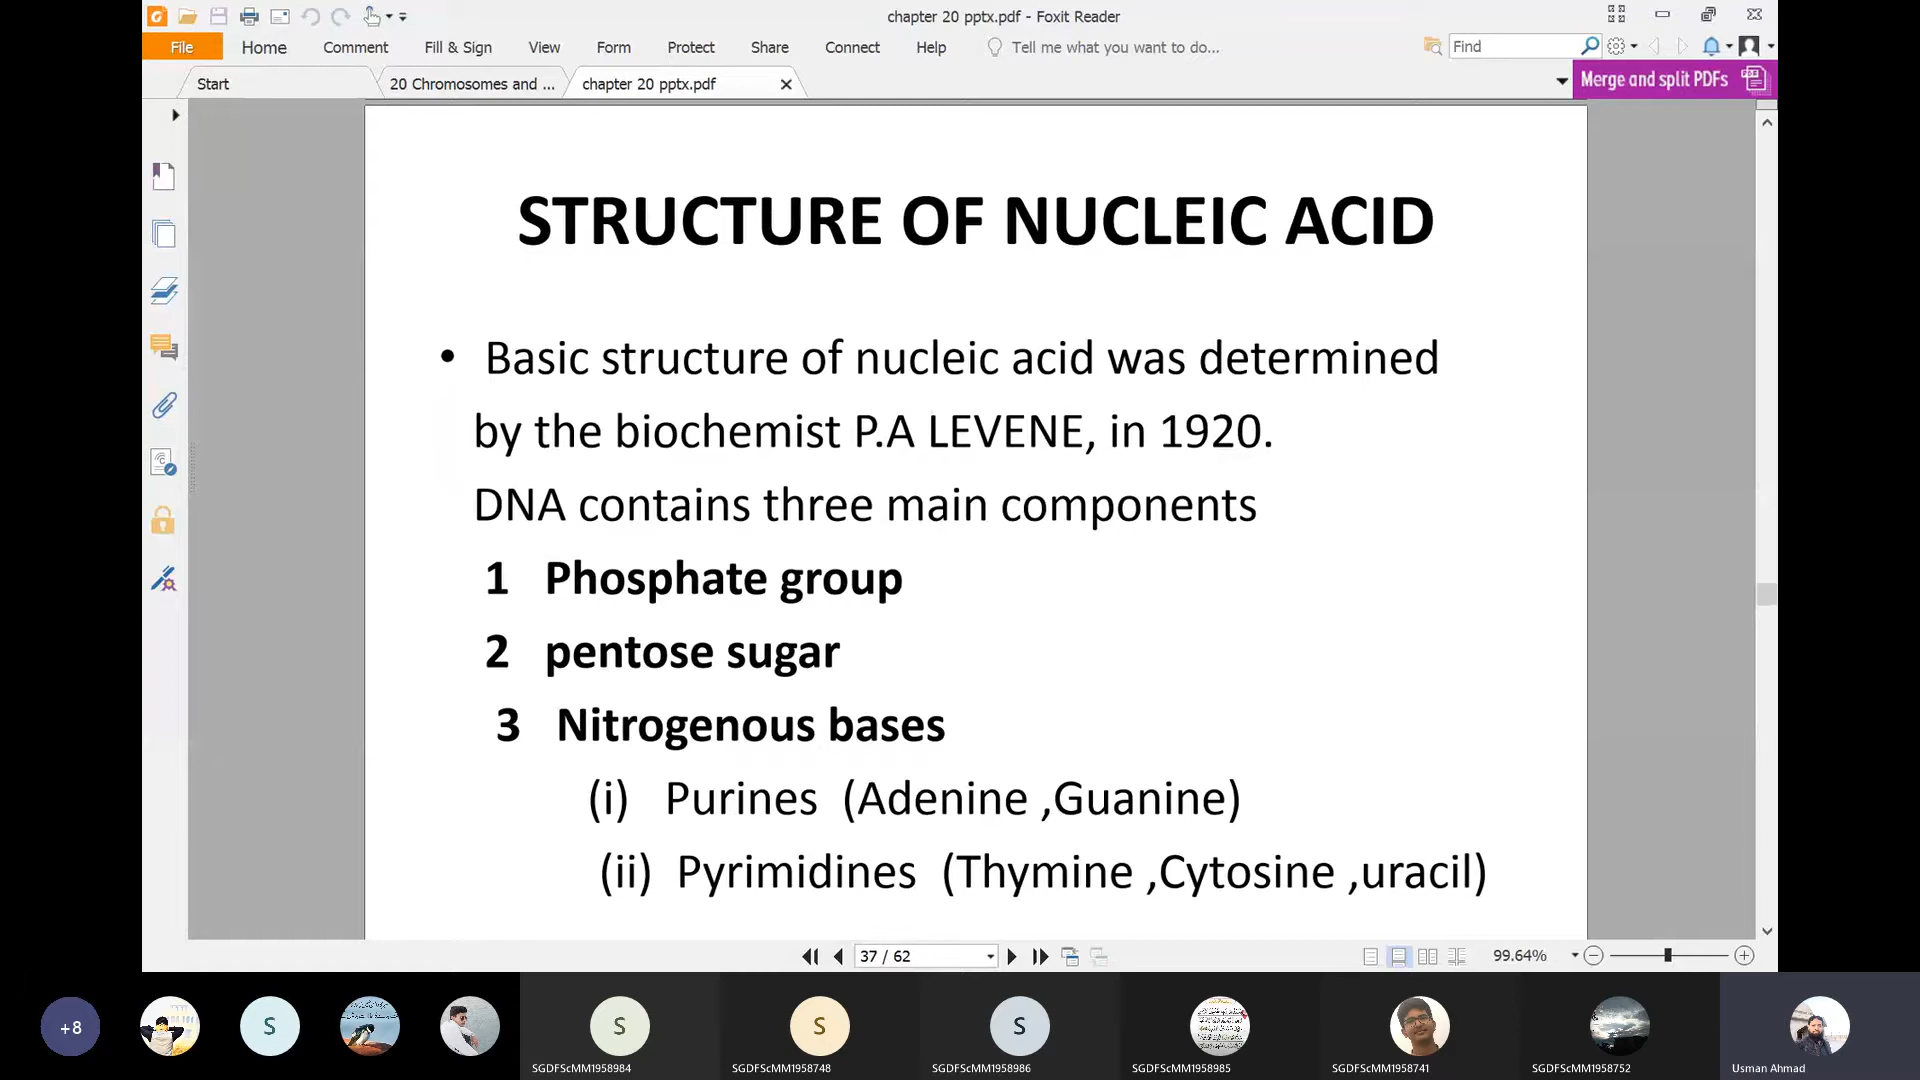 chapter 20 pptx.pdf - Foxit Reader
File Home Comment Fill & Sign View Form Protect Share Connect Help Tell me what you want to do... Find
Start 20 Chromosomes and ... chapter 20 pptx.pdf Merge and split PDFs
STRUCTURE OF NUCLEIC ACID
• Basic structure of nucleic acid was determined
by the biochemist P.A LEVENE, in 1920.
DNA contains three main components
1 Phosphate group
2 pentose sugar
3 Nitrogenous bases
(i) Purines (Adenine ,Guanine)
(ii) Pyrimidines (Thymine ,Cytosine ,uracil)
37 / 62 99.64%
+8 S S S S
SGDFScMM1958984 SGDFScMM1958748 SGDFScMM1958986 SGDFScMM1958985 SGDFScMM1958741 SGDFScMM1958752 Usman Ahmad